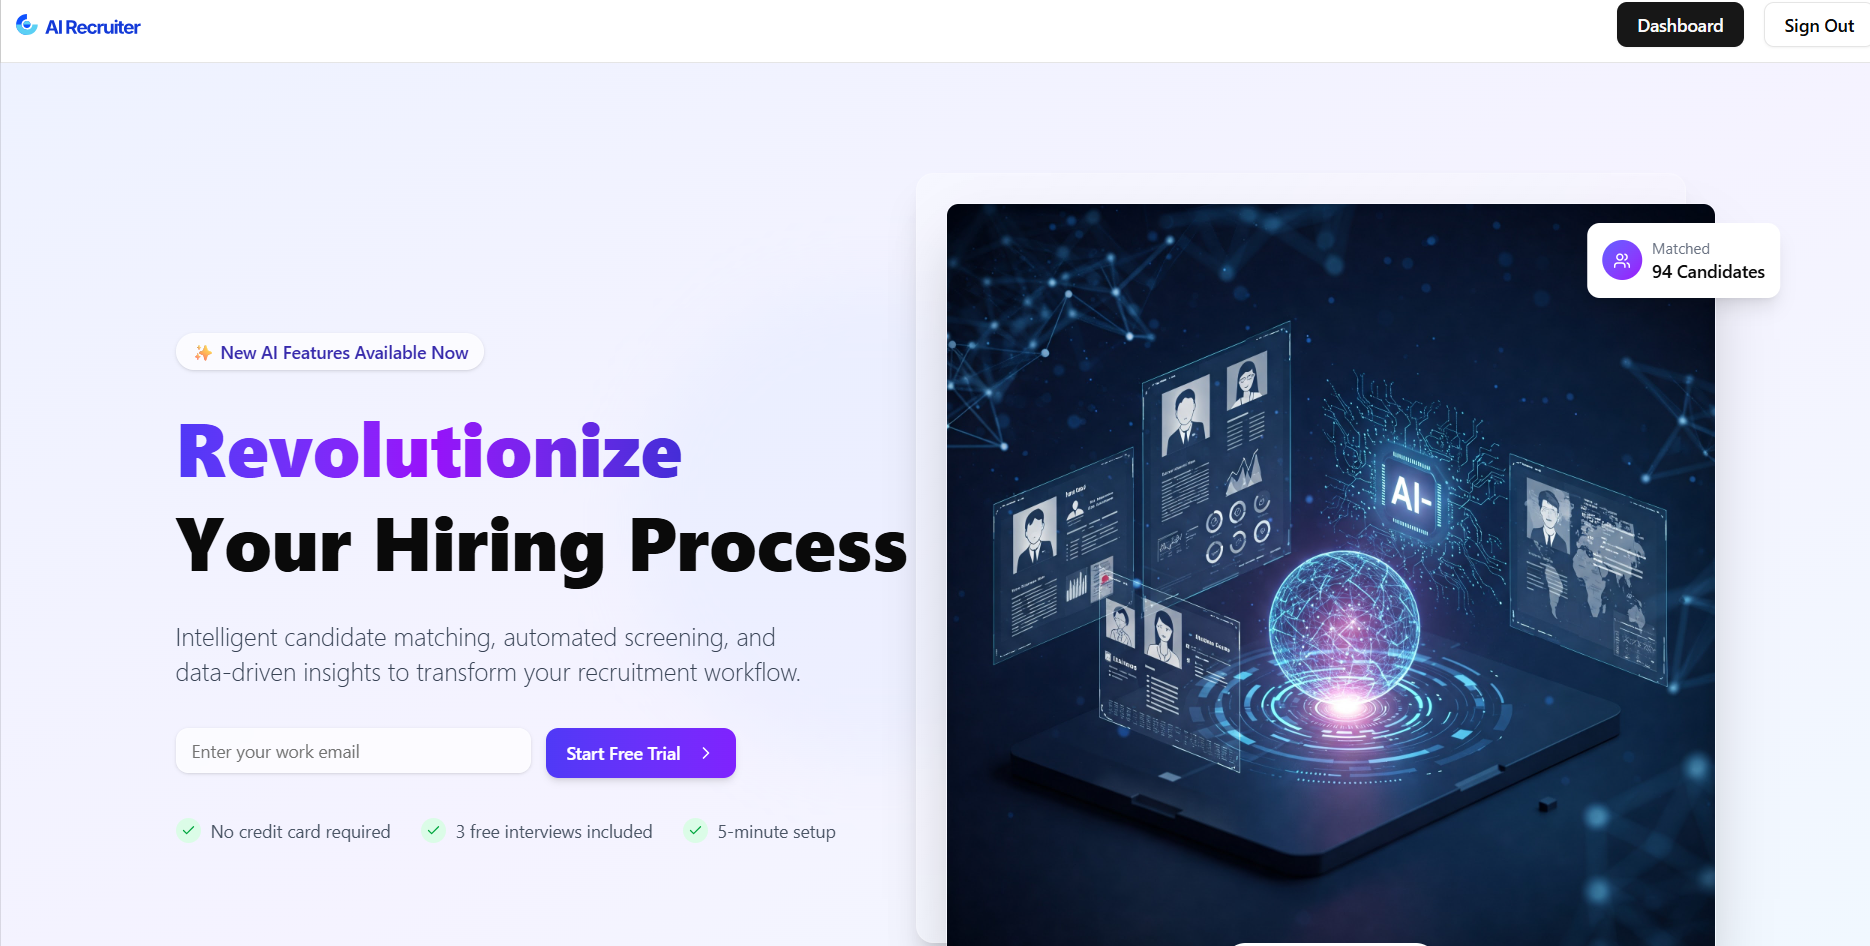 AI Recruiter
Dashboard
Sign Out
✨ New AI Features Available Now
Revolutionize
Your Hiring Process
Intelligent candidate matching, automated screening, and
data-driven insights to transform your recruitment workflow.
Enter your work email
Start Free Trial
No credit card required
3 free interviews included
5-minute setup
Matched
94 Candidates
AI-